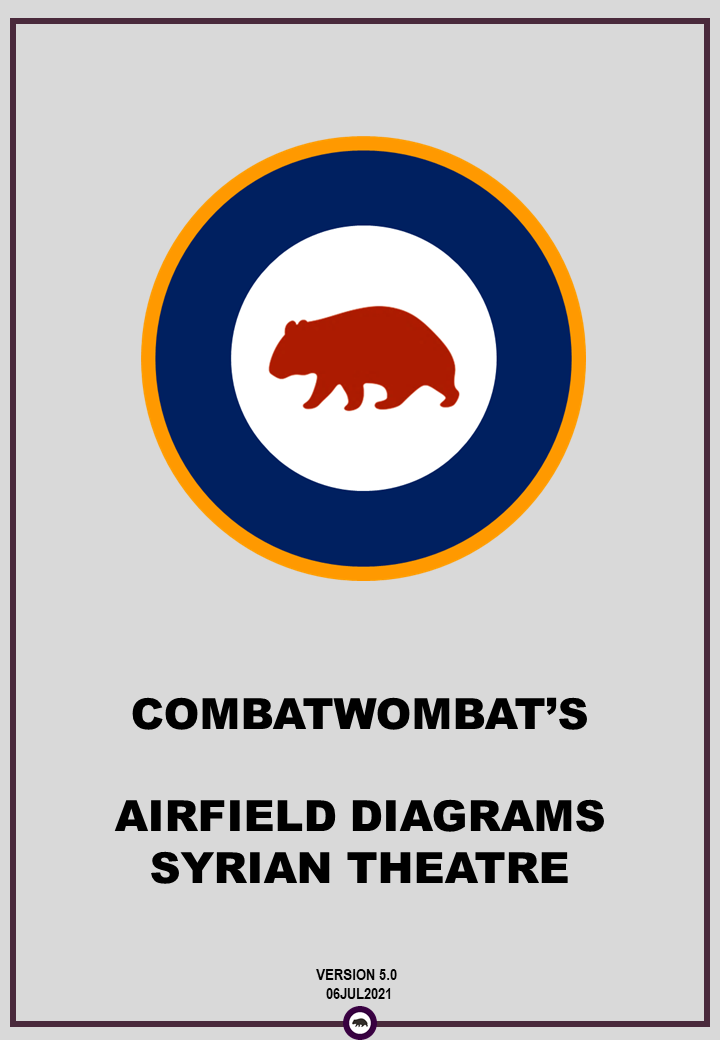 COMBATWOMBAT’S
AIRFIELD DIAGRAMS
SYRIAN THEATRE
VERSION 5.0
06JUL2021